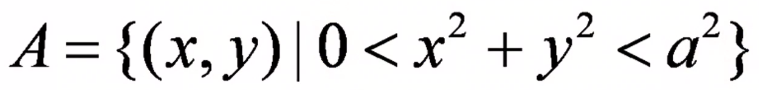 A = {(x, y) | 0 < x² + y² < a²}